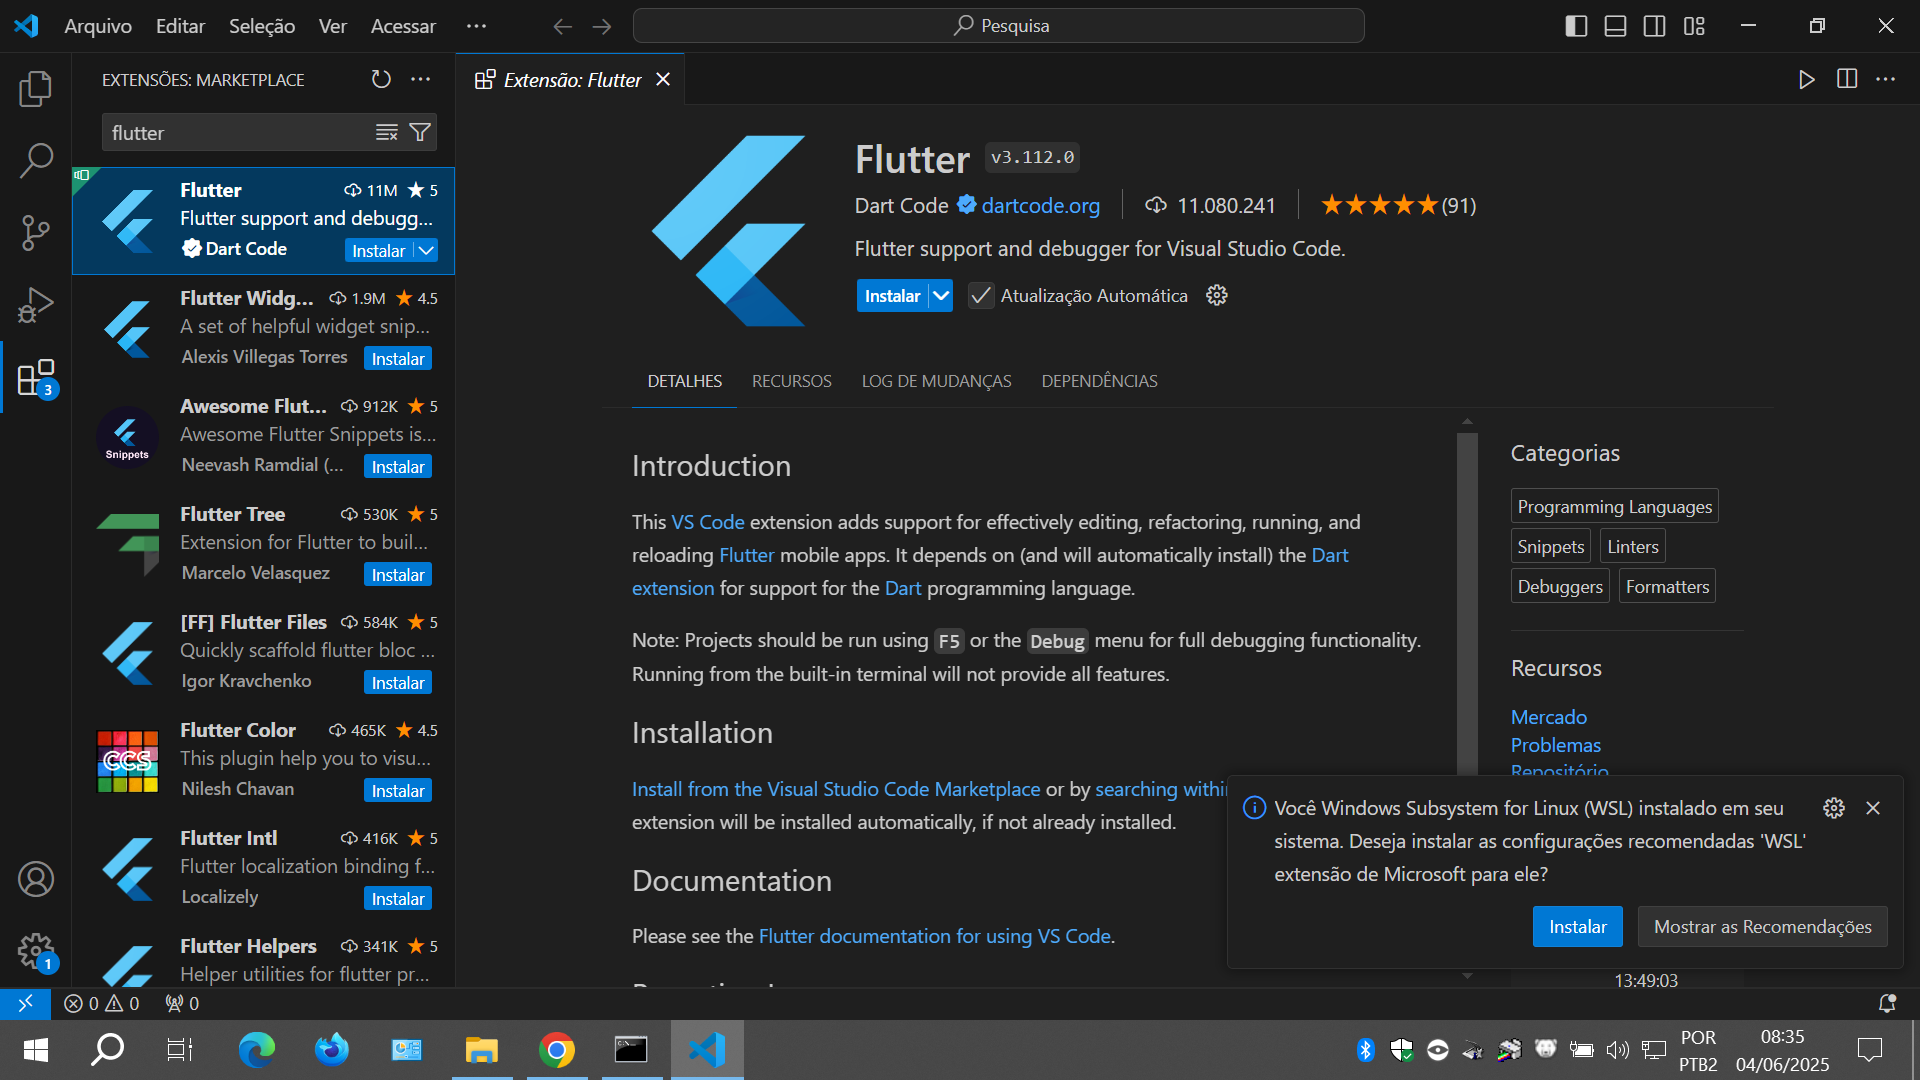 Arquivo Editar Seleção Ver Acessar ···
Pesquisa
EXTENSÕES: MARKETPLACE
Extensão: Flutter
flutter
Flutter 11M ★ 5
Flutter support and debugg...
Dart Code Instalar
Flutter Widg... 1.9M ★ 4.5
A set of helpful widget snip...
Alexis Villegas Torres Instalar
Snippets
Awesome Flut... 912K ★ 5
Awesome Flutter Snippets is...
Neevash Ramdial (... Instalar
Flutter Tree 530K ★ 5
Extension for Flutter to buil...
Marcelo Velasquez Instalar
[FF] Flutter Files 584K ★ 5
Quickly scaffold flutter bloc ...
Igor Kravchenko Instalar
CCS
Flutter Color 465K ★ 4.5
This plugin help you to visu...
Nilesh Chavan Instalar
Flutter Intl 416K ★ 5
Flutter localization binding f...
Localizely Instalar
Flutter Helpers 341K ★ 5
Helper utilities for flutter pr...
3
1
Flutter v3.112.0
Dart Code dartcode.org 11.080.241 ★★★★★(91)
Flutter support and debugger for Visual Studio Code.
Instalar Atualização Automática
DETALHES RECURSOS LOG DE MUDANÇAS DEPENDÊNCIAS
Introduction
This VS Code extension adds support for effectively editing, refactoring, running, and
reloading Flutter mobile apps. It depends on (and will automatically install) the Dart
extension for support for the Dart programming language.
Note: Projects should be run using F5 or the Debug menu for full debugging functionality.
Running from the built-in terminal will not provide all features.
Installation
Install from the Visual Studio Code Marketplace or by searching withi
extension will be installed automatically, if not already installed.
Documentation
Please see the Flutter documentation for using VS Code.
Categorias
Programming Languages
Snippets Linters
Debuggers Formatters
Recursos
Mercado
Problemas
Repositório
Você Windows Subsystem for Linux (WSL) instalado em seu
sistema. Deseja instalar as configurações recomendadas 'WSL'
extensão de Microsoft para ele?
Instalar Mostrar as Recomendações
13:49:03
0 0 0
POR
PTB2
08:35
04/06/2025